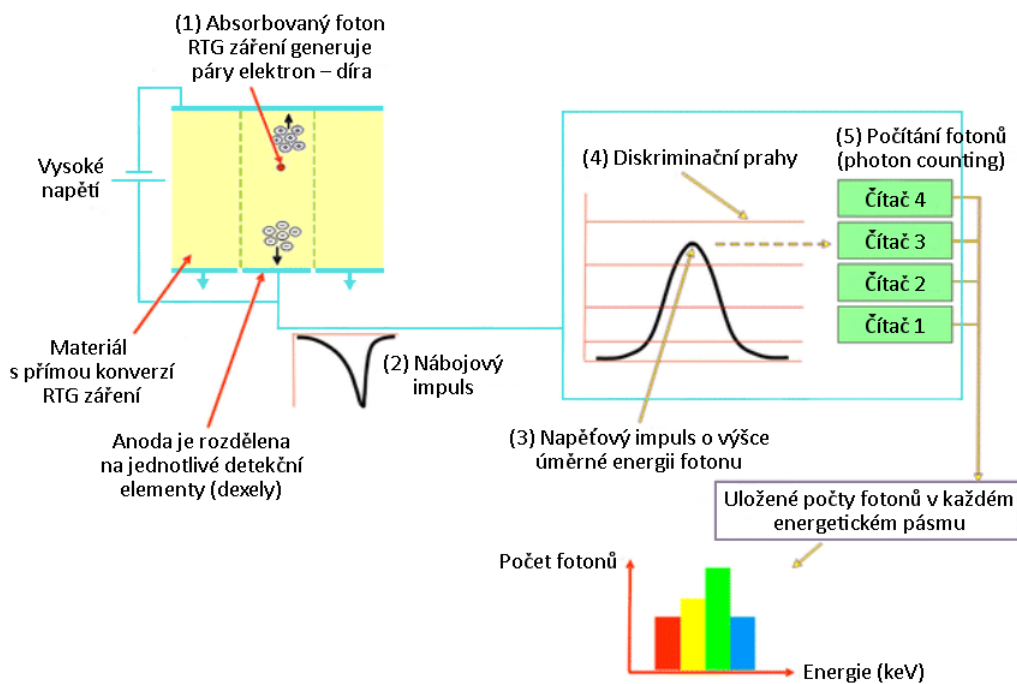 (1) Absorbovaný foton
RTG záření generuje
páry elektron – díra
Vysoké
napětí
Materiál
s přímou konverzí
RTG záření
Anoda je rozdělena
na jednotlivé detekční
elementy (dexely)
(2) Nábojový
impuls
(3) Napěťový impuls o výšce
úměrné energii fotonu
(4) Diskriminační prahy
(5) Počítání fotonů
(photon counting)
Čítač 4
Čítač 3
Čítač 2
Čítač 1
Uložené počty fotonů v každém
energetickém pásmu
Počet fotonů
Energie (keV)